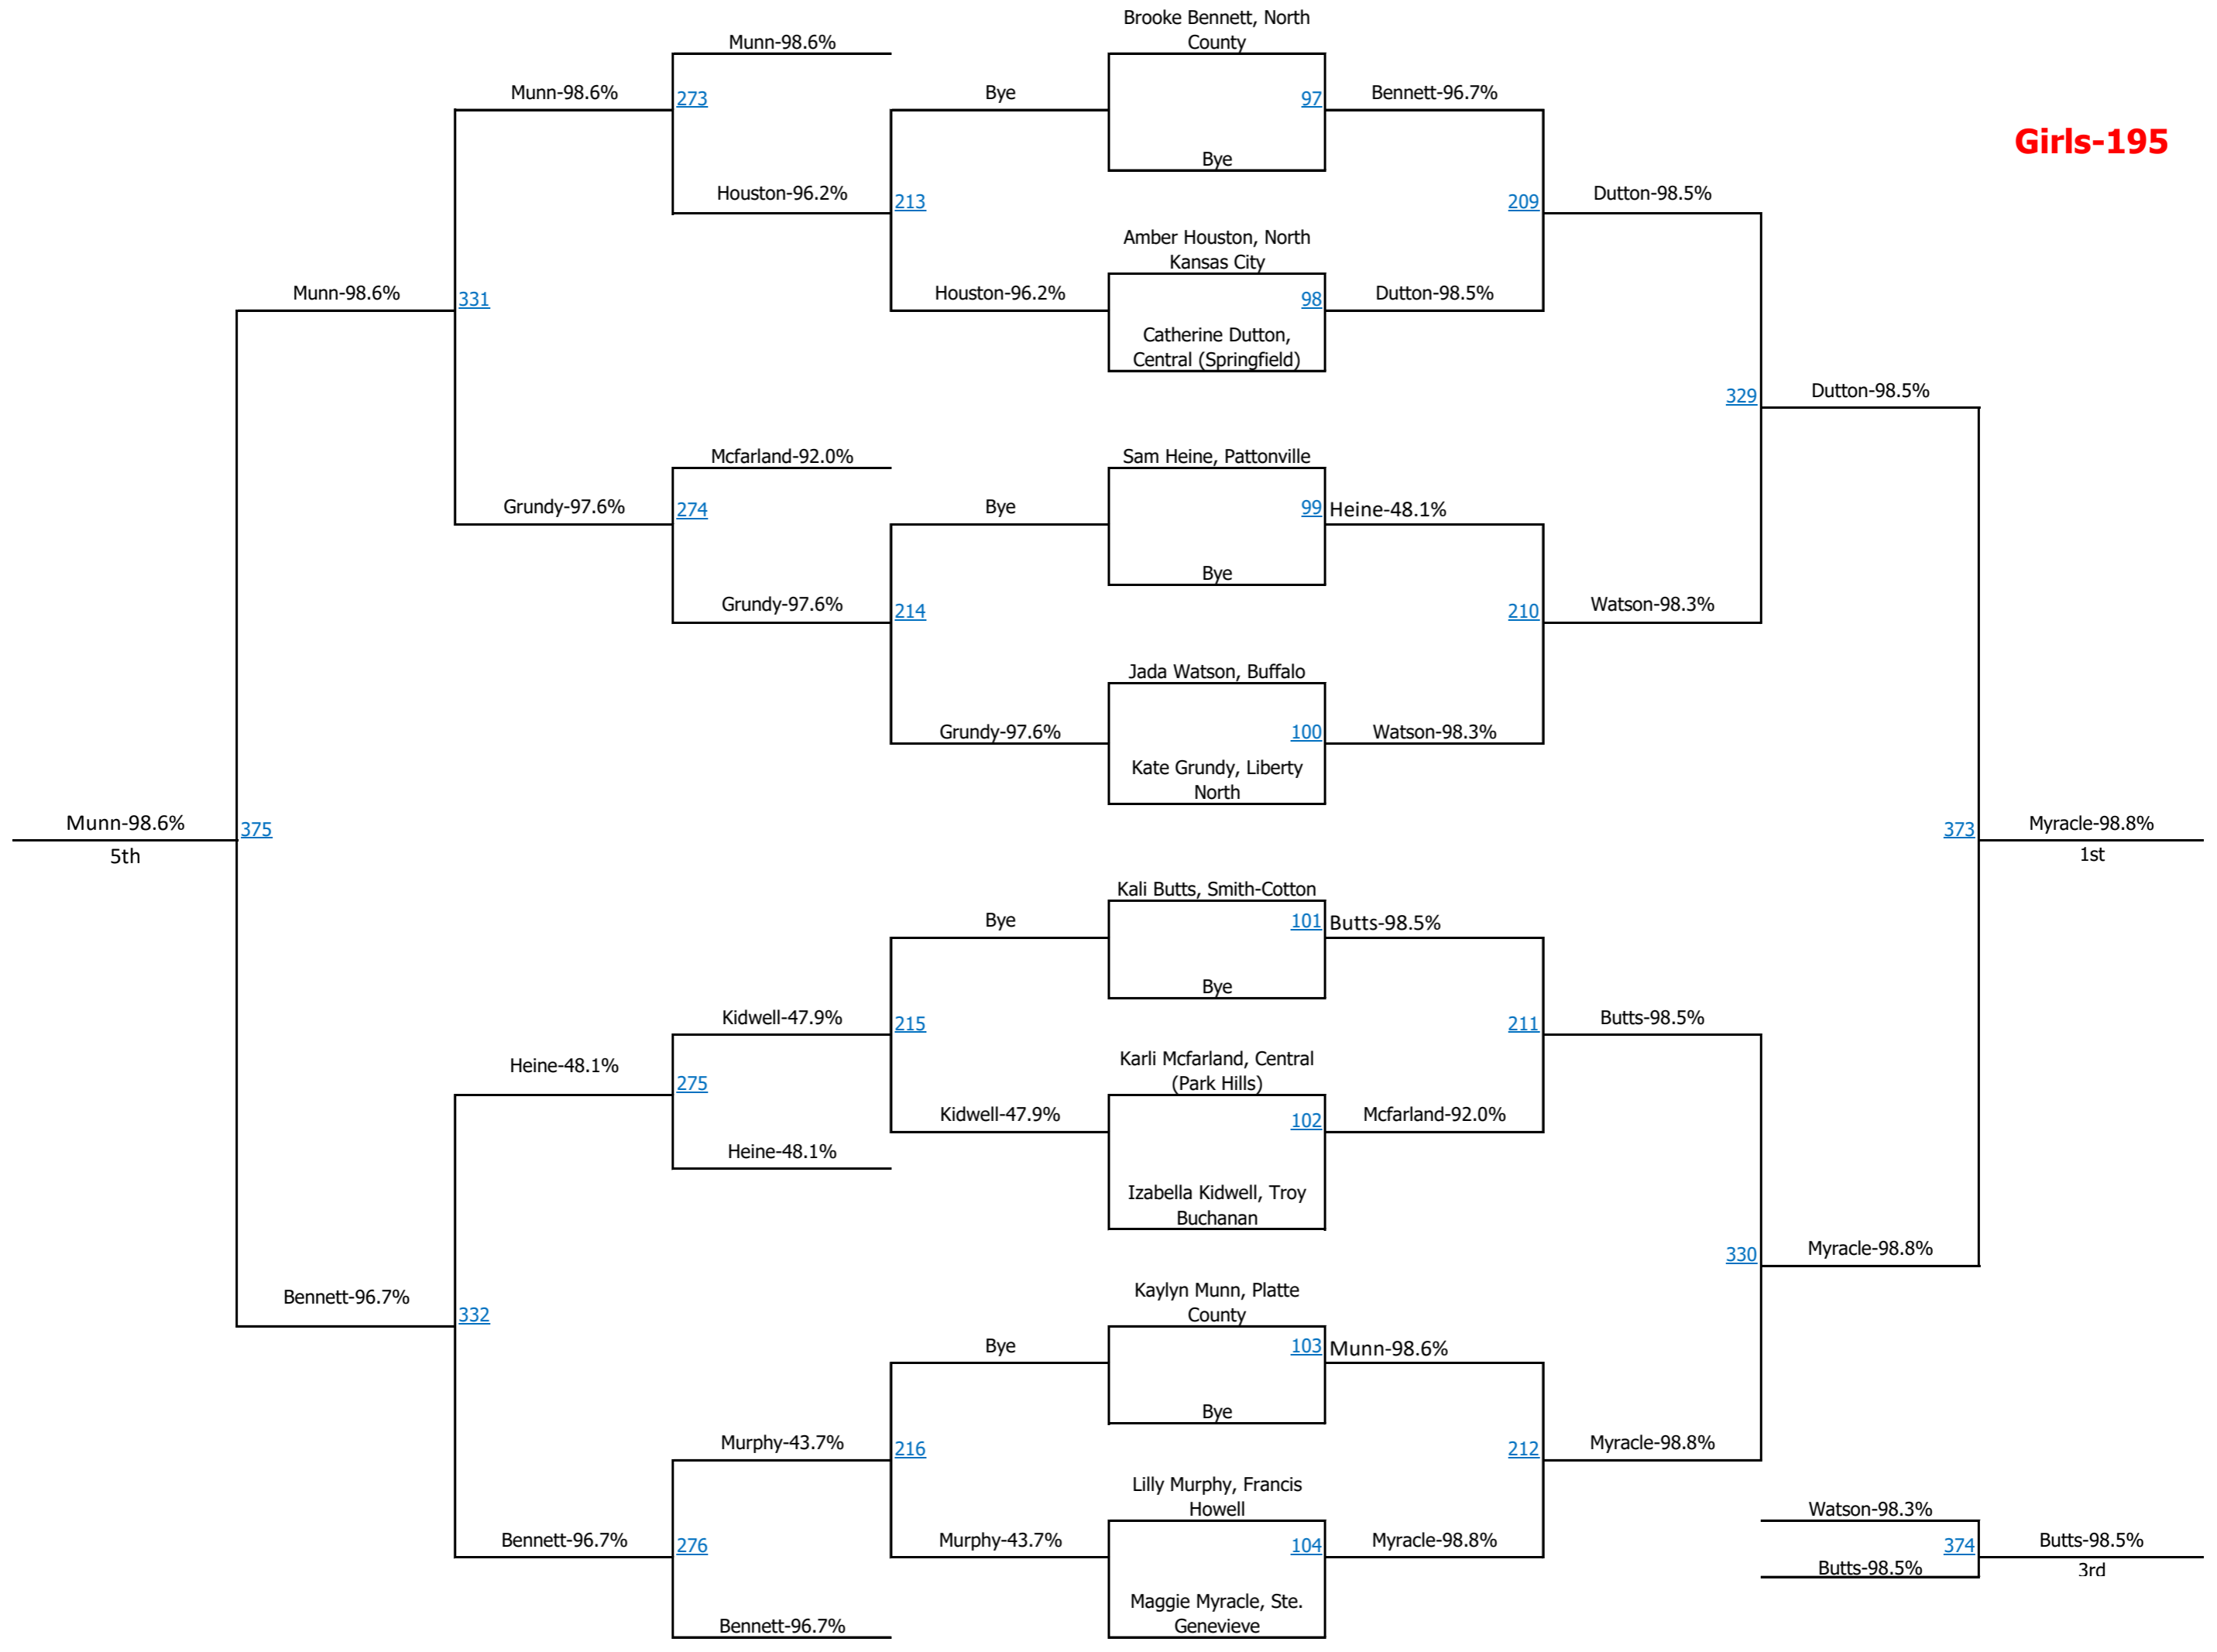 Brooke Bennett, North
County
Munn-98.6%
Munn-98.6%
273
Bye
97
Bennett-96.7%
Girls-195
Bye
Houston-96.2%
213
209
Dutton-98.5%
Amber Houston, North
Kansas City
Munn-98.6%
331
Houston-96.2%
98
Dutton-98.5%
Catherine Dutton,
Central (Springfield)
329
Dutton-98.5%
Mcfarland-92.0%
Sam Heine, Pattonville
Grundy-97.6%
274
Bye
99
Heine-48.1%
Bye
Grundy-97.6%
214
210
Watson-98.3%
Jada Watson, Buffalo
Grundy-97.6%
100
Watson-98.3%
Kate Grundy, Liberty
North
Munn-98.6%
375
373
Myracle-98.8%
5th
1st
Kali Butts, Smith-Cotton
Bye
101
Butts-98.5%
Bye
Kidwell-47.9%
215
211
Butts-98.5%
Heine-48.1%
275
Karli Mcfarland, Central
(Park Hills)
Kidwell-47.9%
102
Mcfarland-92.0%
Heine-48.1%
Izabella Kidwell, Troy
Buchanan
330
Myracle-98.8%
Bennett-96.7%
332
Kaylyn Munn, Platte
County
Bye
103
Munn-98.6%
Bye
Murphy-43.7%
216
212
Myracle-98.8%
Lilly Murphy, Francis
Howell
Watson-98.3%
Bennett-96.7%
276
Murphy-43.7%
104
Myracle-98.8%
374
Butts-98.5%
Butts-98.5%
3rd
Maggie Myracle, Ste.
Genevieve
Bennett-96.7%